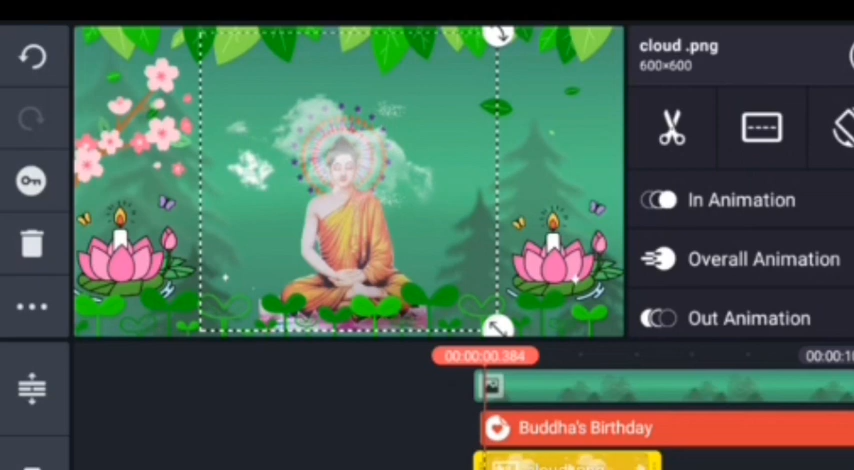 cloud .png
600×600
In Animation
Overall Animation
Out Animation
00:00:00.384
Buddha's Birthday